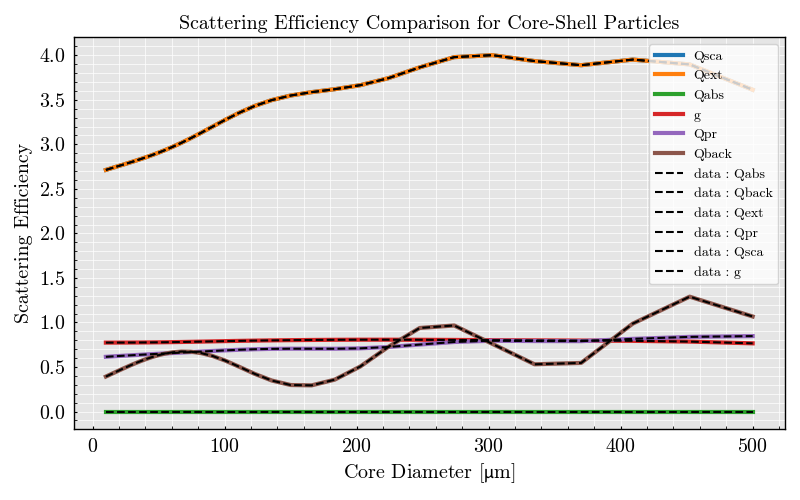 Scattering Efficiency Comparison for Core-Shell Particles
Scattering Efficiency
4.0
3.5
3.0
2.5
2.0
1.5
1.0
0.5
0.0
Qsca
Qext
Qabs
g
Qpr
Qback
data : Qabs
data : Qback
data : Qext
data : Qpr
data : Qsca
data : g
0 100 200 300 400 500
Core Diameter [µm]